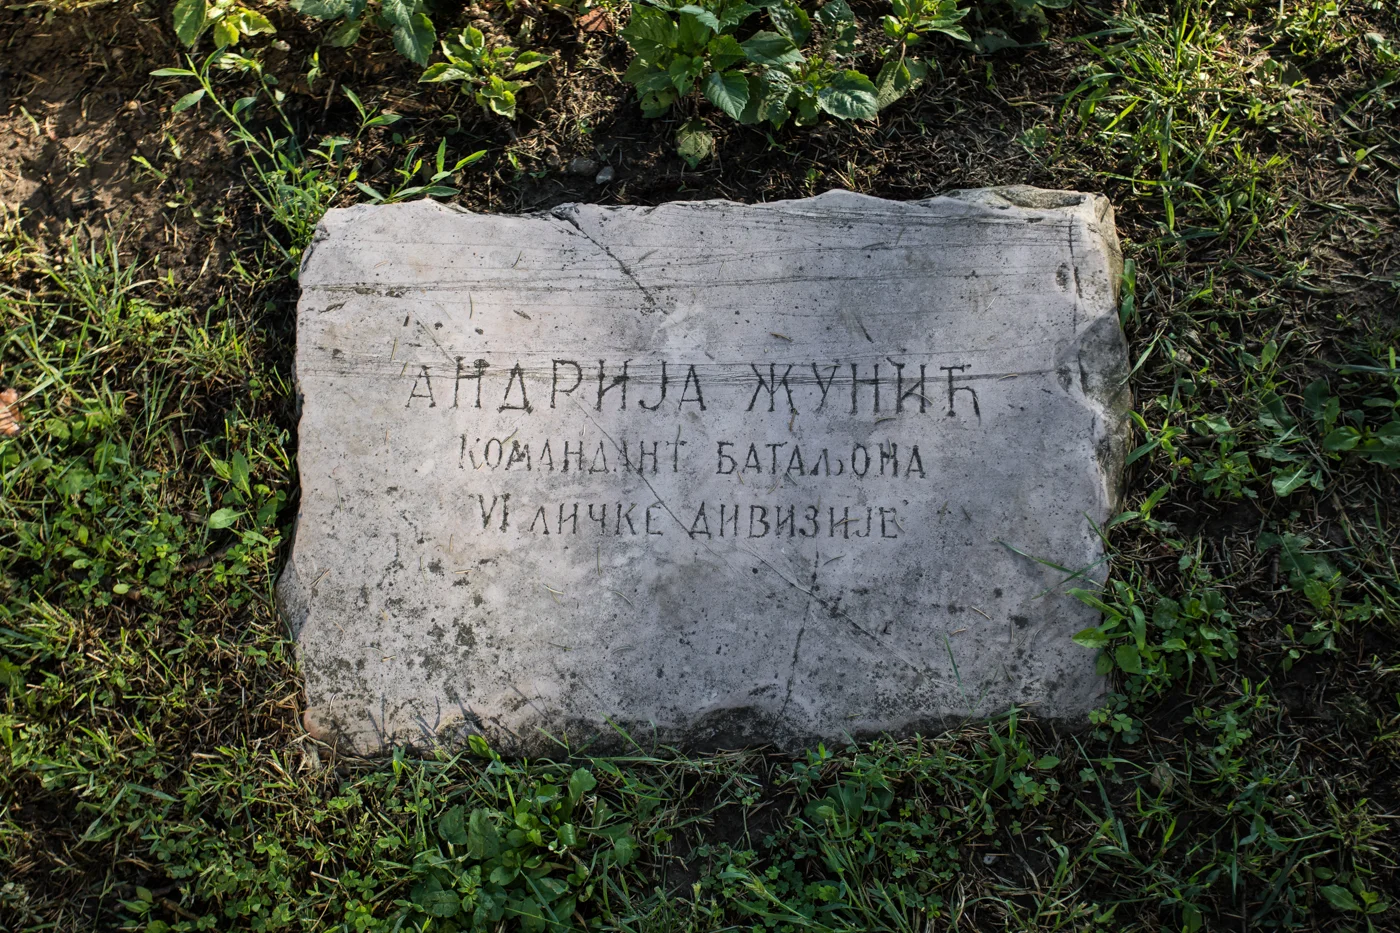 АНДРИЈА ЖУНИЋ
КОМАНДАНТ БАТАЉОНА
VI ЛИЧКЕ ДИВИЗИЈЕ